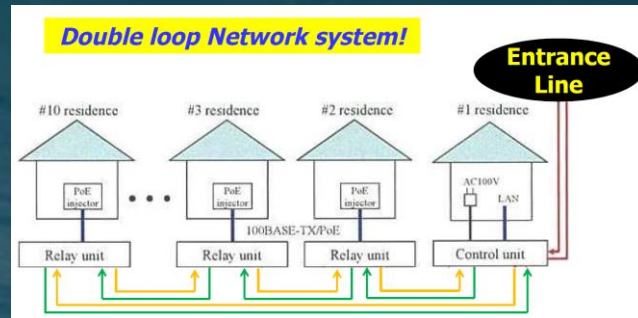 Double loop Network system!
Entrance
Line
#10 residence
#3 residence
#2 residence
#1 residence
PoE
injector
PoE
injector
PoE
injector
AC100V
LAN
100BASE-TX/PoE
Relay unit
Relay unit
Relay unit
Control unit